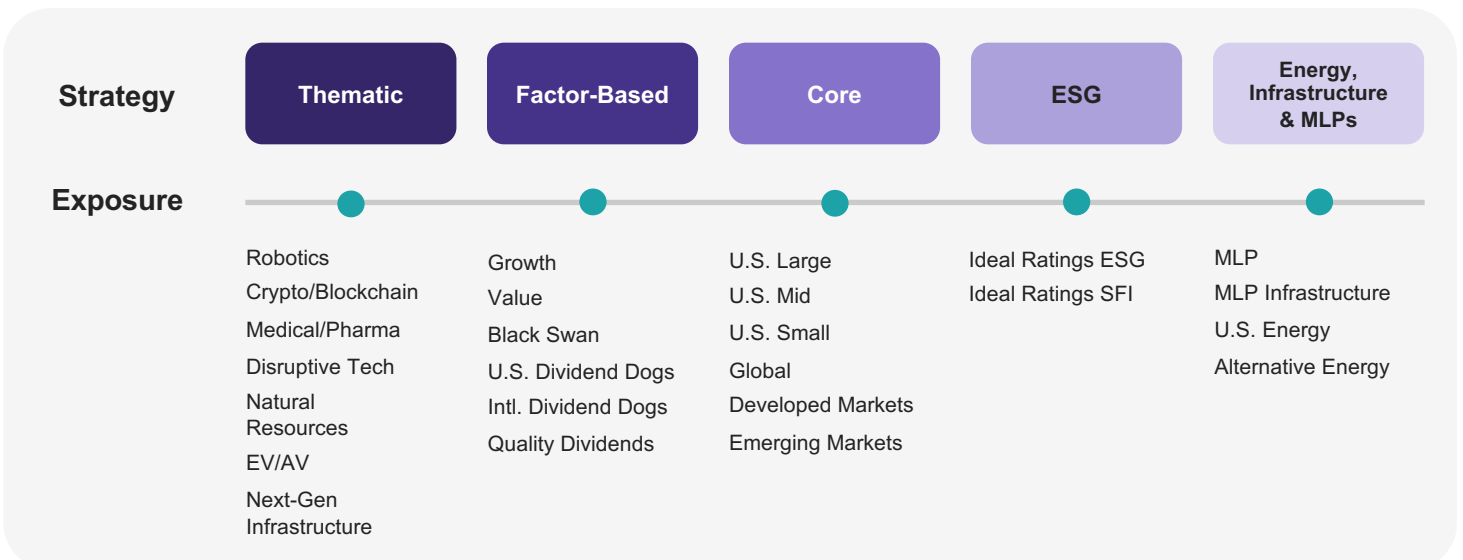 Strategy
Thematic
Factor-Based
Core
ESG
Energy,
Infrastructure
& MLPs
Exposure
Robotics
Crypto/Blockchain
Medical/Pharma
Disruptive Tech
Natural
Resources
EV/AV
Next-Gen
Infrastructure
Growth
Value
Black Swan
U.S. Dividend Dogs
Intl. Dividend Dogs
Quality Dividends
U.S. Large
U.S. Mid
U.S. Small
Global
Developed Markets
Emerging Markets
Ideal Ratings ESG
Ideal Ratings SFI
MLP
MLP Infrastructure
U.S. Energy
Alternative Energy